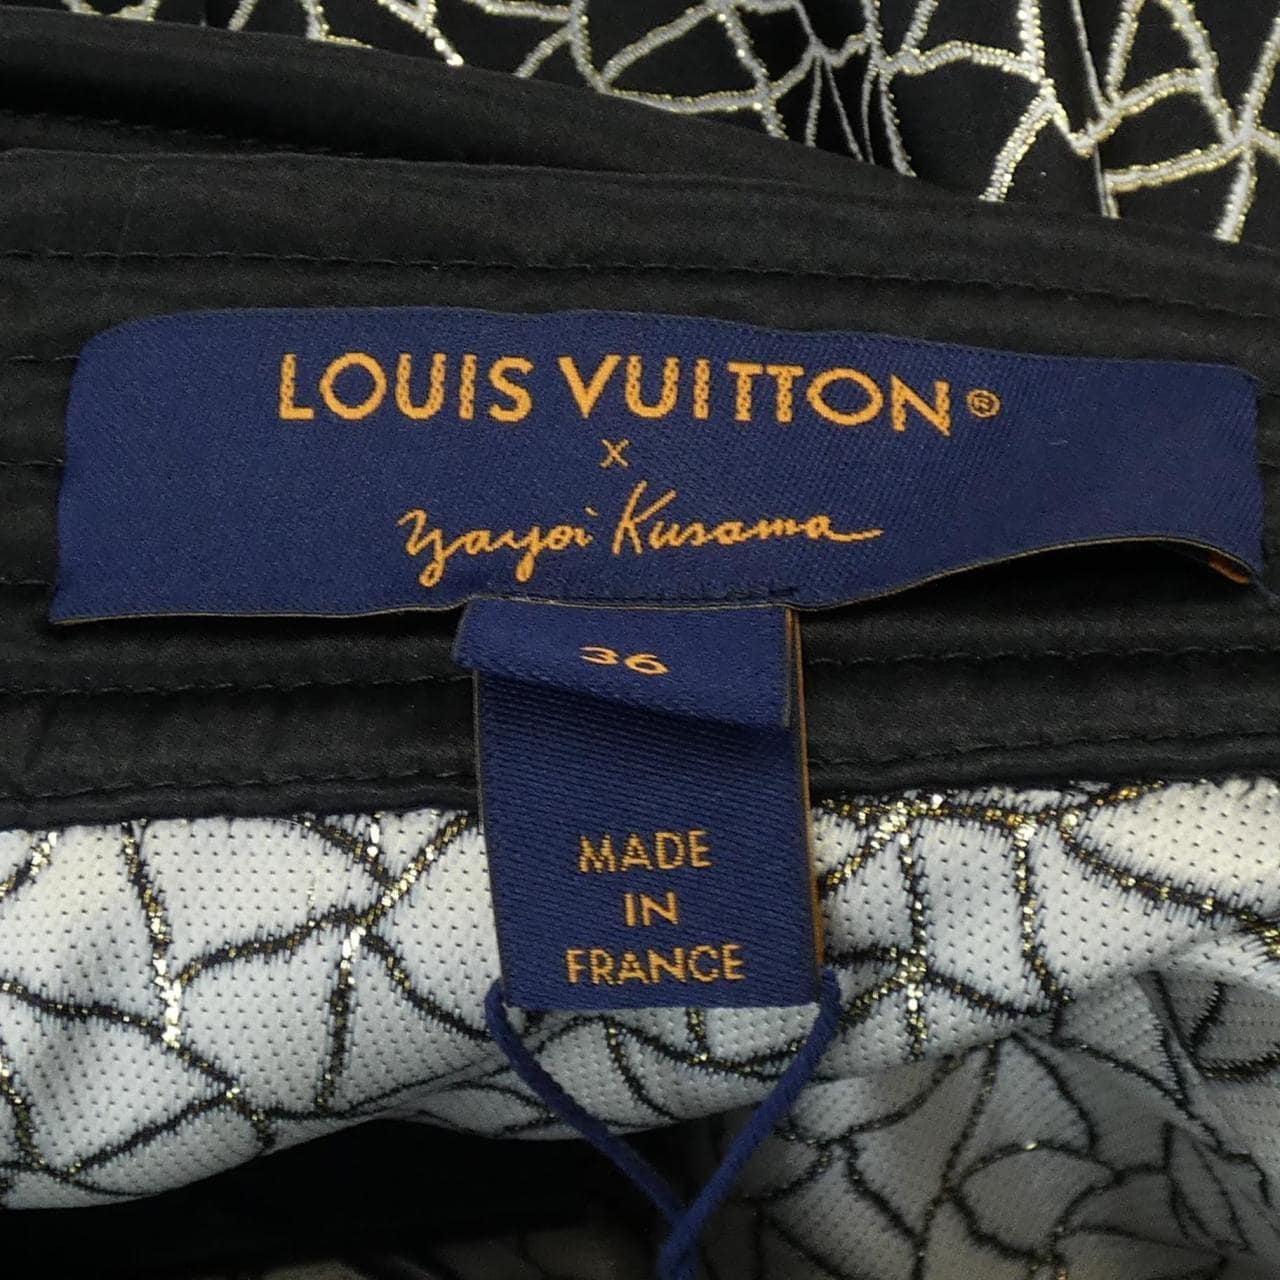 LOUIS VUITTON®
x
Yayoi Kusama
36
MADE
IN
FRANCE